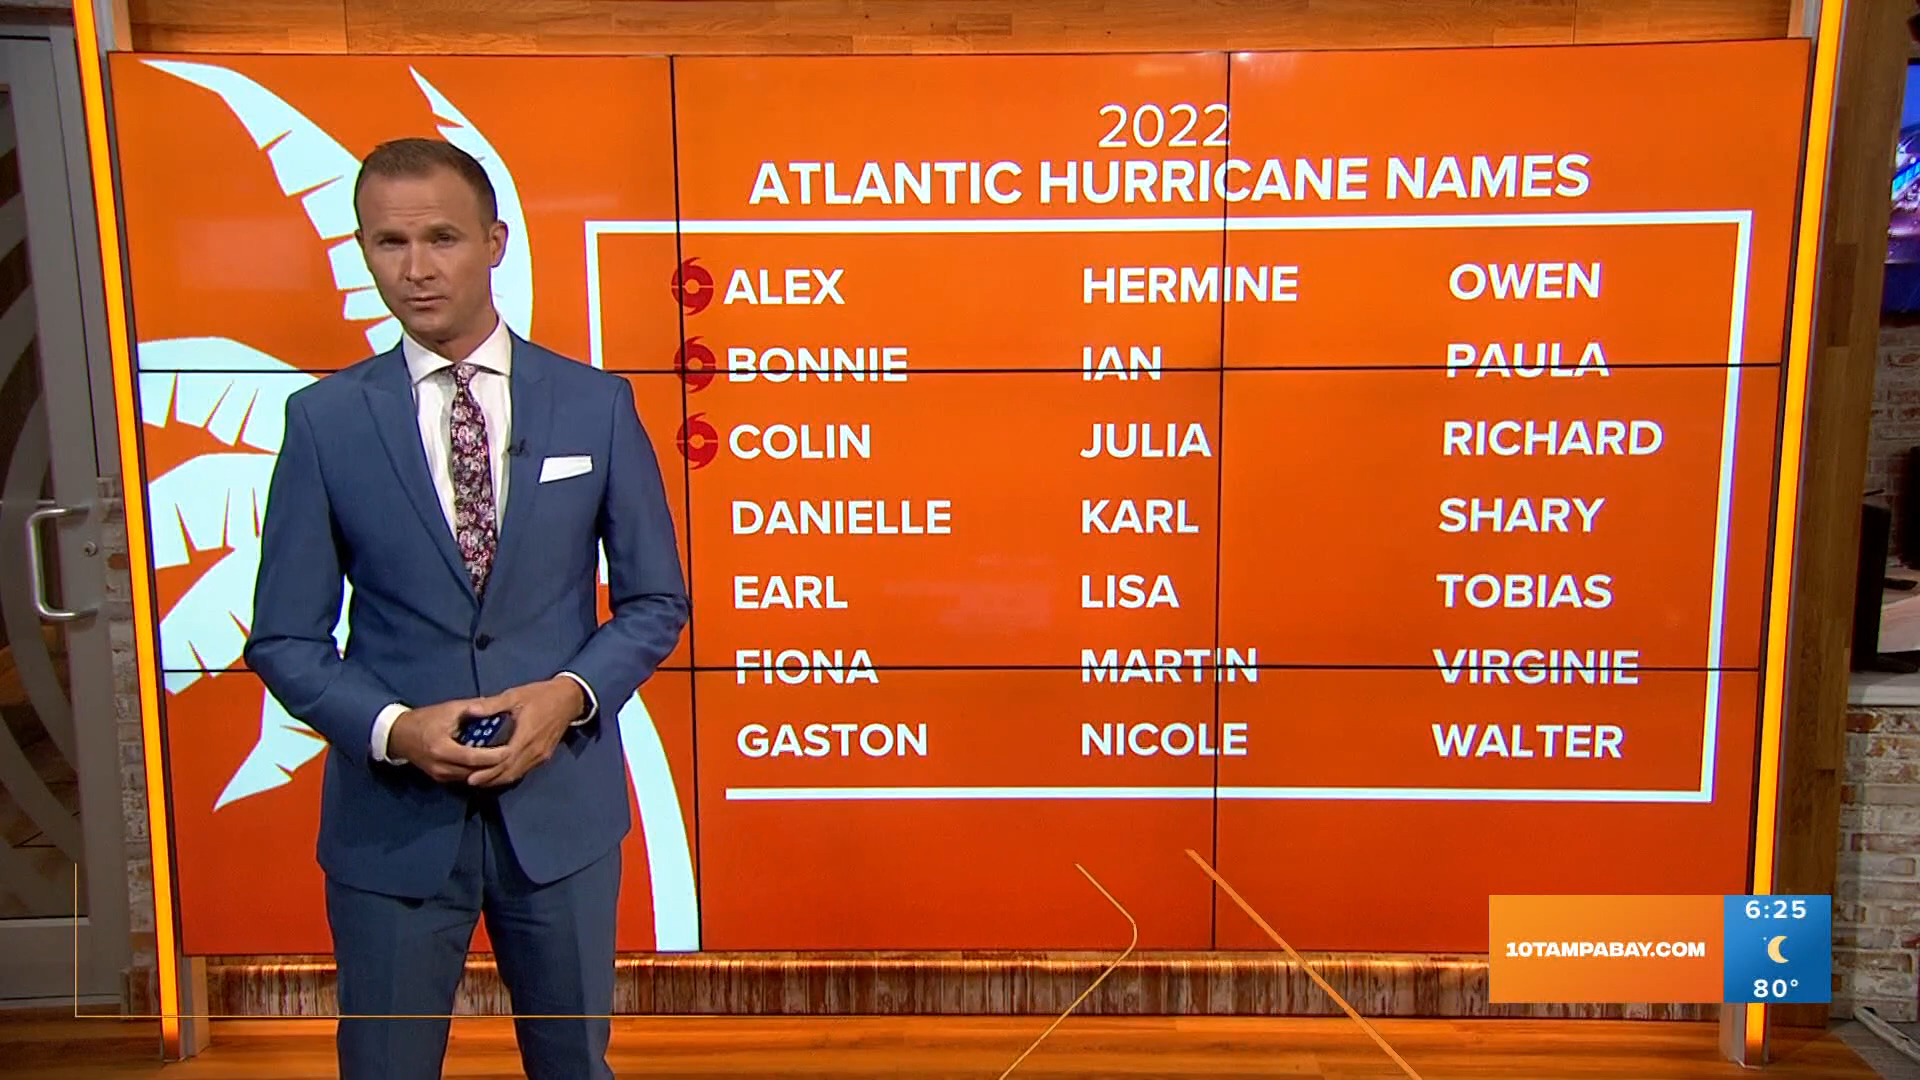 2022
ATLANTIC HURRICANE NAMES
ALEX
BONNIE
COLIN
DANIELLE
EARL
FIONA
GASTON
HERMINE
IAN
JULIA
KARL
LISA
MARTIN
NICOLE
OWEN
PAULA
RICHARD
SHARY
TOBIAS
VIRGINIE
WALTER
10TAMPABAY.COM
6:25
80°